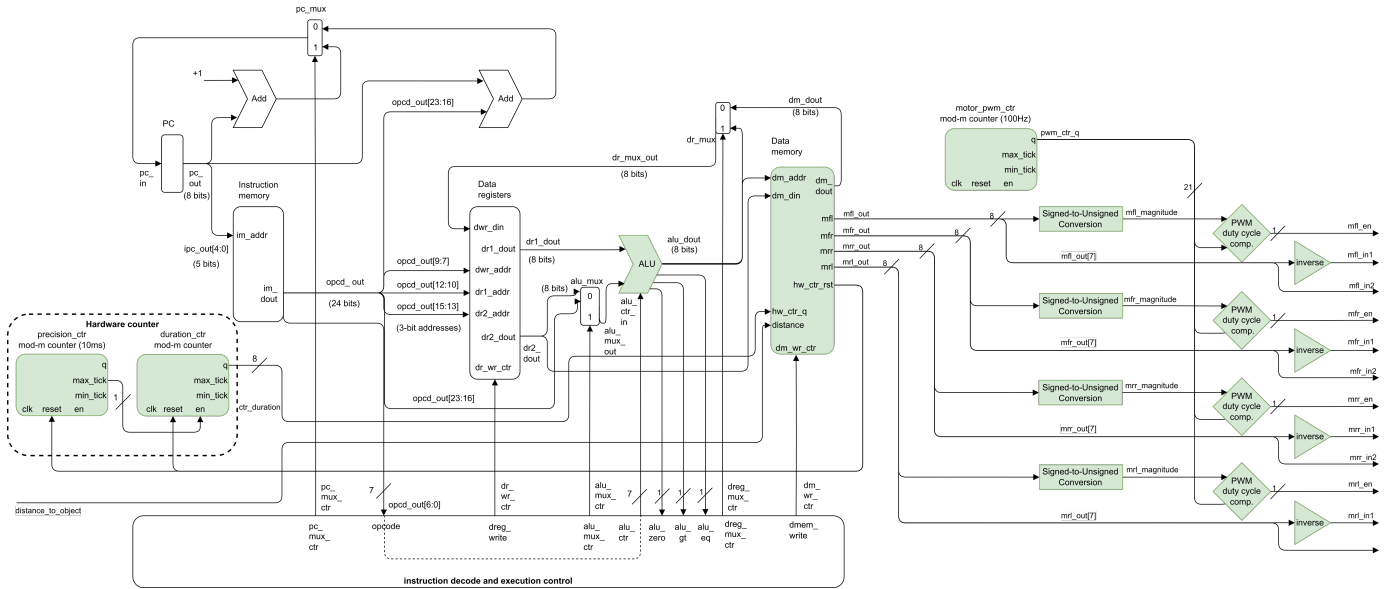 pc_mux
0
1
+1
Add
Add
PC
pc_
in
pc_
out
(8 bits)
opcd_out[23:16]
Instruction
memory
im_addr
im_
dout
ipc_out[4:0]
(5 bits)
opcd_ out
(24 bits)
opcd_out[9:7]
opcd_out[12:10]
opcd_out[15:13]
(3-bit addresses)
opcd_out[23:16]
Data
registers
dwr_din
dr1_dout
dwr_addr
dr1_addr
dr2_addr
dr2_dout
dr_wr_ctr
dr1_dout
(8 bits)
dr2_
dout
(8 bits)
alu_mux
0
1
alu_
mux_
out
alu_
ctr_
in
ALU
alu_dout
(8 bits)
dr_mux_out
(8 bits)
dr_mux
0
1
dm_dout
(8 bits)
Data
memory
dm_addr
dm_din
dm_
dout
mfl
mfr
mrr
mrl
hw_ctr_rst
hw_ctr_q
distance
dm_wr_ctr
mfl_out
mfr_out
mrr_out
mrl_out
8
8
8
8
motor_pwm_ctr
mod-m counter (100Hz)
q
max_tick
min_tick
clk
reset
en
pwm_ctr_q
21
Signed-to-Unsigned
Conversion
mfl_magnitude
PWM
duty cycle
comp.
1
mfl_en
mfl_out[7]
inverse
mfl_in1
mfl_in2
Signed-to-Unsigned
Conversion
mfr_magnitude
PWM
duty cycle
comp.
1
mfr_en
mfr_out[7]
inverse
mfr_in1
mfr_in2
Signed-to-Unsigned
Conversion
mrr_magnitude
PWM
duty cycle
comp.
1
mrr_en
mrr_out[7]
inverse
mrr_in1
mrr_in2
Signed-to-Unsigned
Conversion
mrl_magnitude
PWM
duty cycle
comp.
1
mrl_en
mrl_out[7]
inverse
mrl_in1
Hardware counter
precision_ctr
mod-m counter (10ms)
q
max_tick
min_tick
clk
reset
en
1
duration_ctr
mod-m counter
q
max_tick
min_tick
clk
reset
en
8
ctr_duration
distance_to_object
pc_
mux_
ctr
7
opcd_out[6:0]
dr_
wr_
ctr
alu_
mux_
ctr
7
1
1
1
dreg_
mux_
ctr
dm_
wr_
ctr
pc_
mux_
ctr
opcode
dreg_
write
alu_
mux_
ctr
alu_
ctr
alu_
zero
alu_
gt
alu_
eq
dreg_
mux_
ctr
dmem_
write
instruction decode and execution control